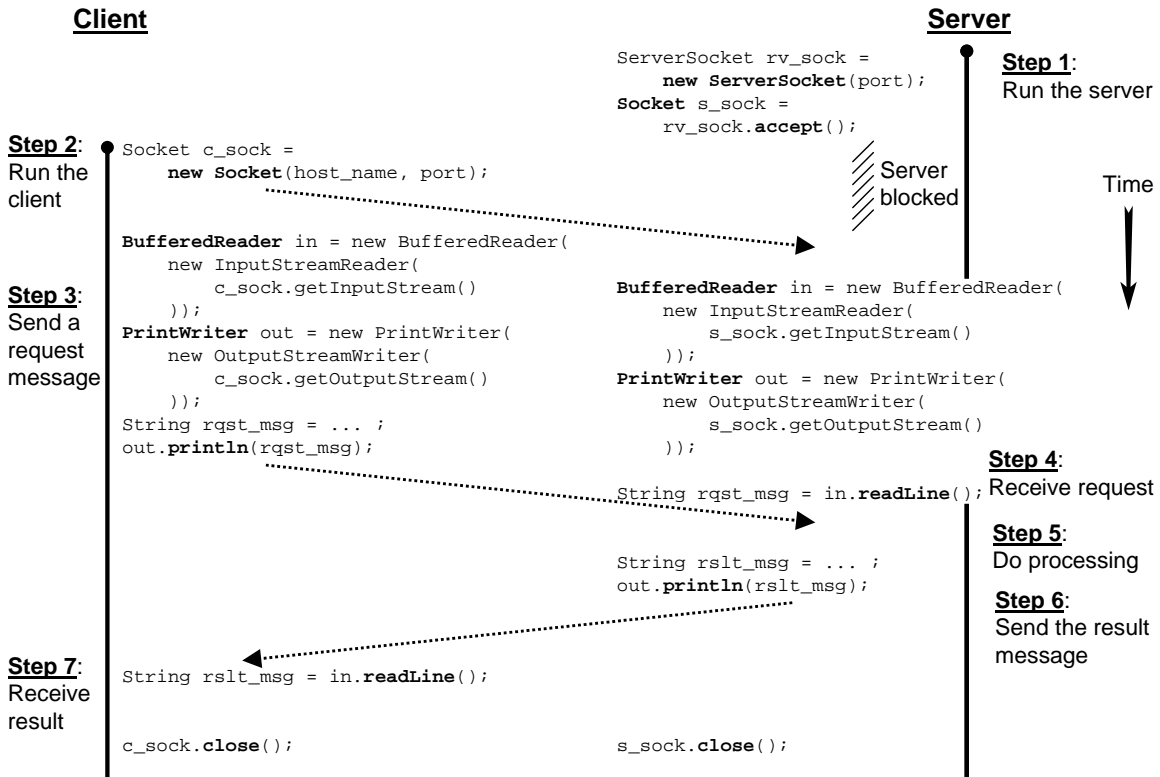 Client
Server
ServerSocket rv_sock =
new ServerSocket(port);
Socket s_sock =
rv_sock.accept();
Step 1:
Run the server
Step 2:
Run the
client
Socket c_sock =
new Socket(host_name, port);
Server
blocked
Time
BufferedReader in = new BufferedReader(
new InputStreamReader(
c_sock.getInputStream()
));
PrintWriter out = new PrintWriter(
new OutputStreamWriter(
c_sock.getOutputStream()
));
String rqst_msg = ... ;
out.println(rqst_msg);
Step 3:
Send a
request
message
BufferedReader in = new BufferedReader(
new InputStreamReader(
s_sock.getInputStream()
));
PrintWriter out = new PrintWriter(
new OutputStreamWriter(
s_sock.getOutputStream()
));
String rqst_msg = in.readLine();
Step 4:
Receive request
Step 5:
Do processing
String rslt_msg = ... ;
out.println(rslt_msg);
Step 6:
Send the result
message
Step 7:
Receive
result
String rslt_msg = in.readLine();
c_sock.close();
s_sock.close();